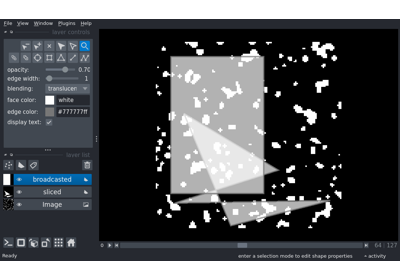 File View Window Plugins Help
layer controls
opacity: 0.70
edge width: 1
blending: translucen
face color: white
edge color: #777777ff
display text:
layer list
broadcasted
sliced
Image
0 64 127
Ready enter a selection mode to edit shape properties activity